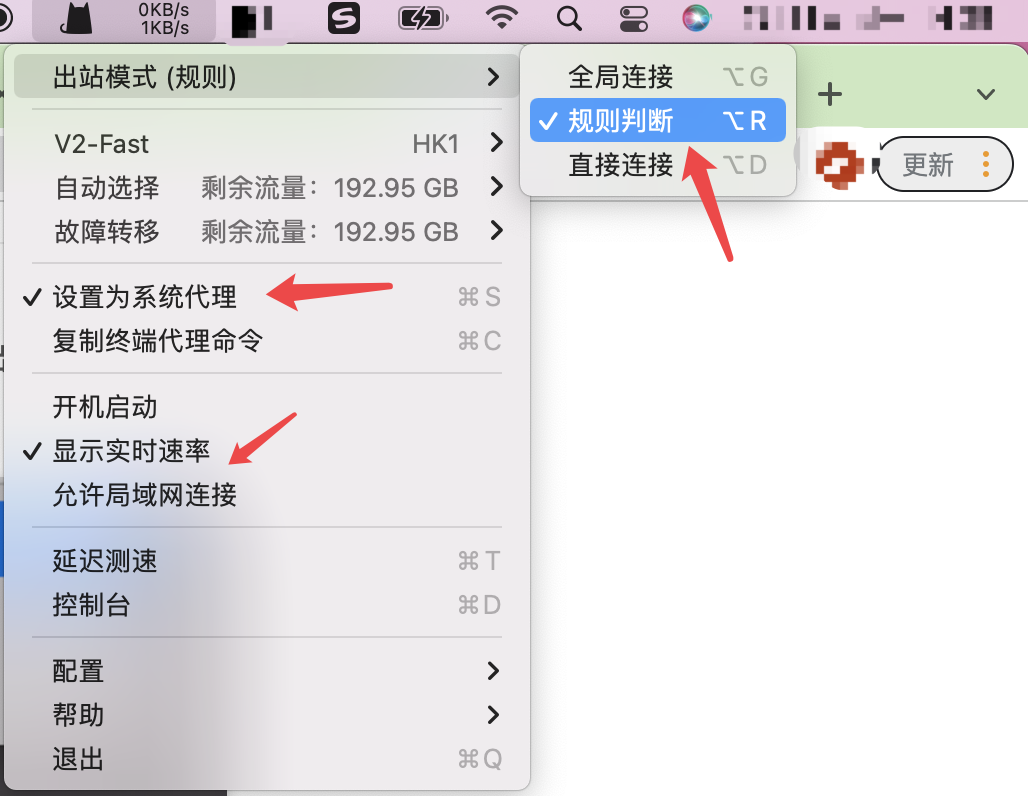 0KB/s
1KB/s
出站模式 (规则)
全局连接 ⌥G
✓ 规则判断 ⌥R
直接连接 ⌥D
更新
V2-Fast HK1
自动选择 剩余流量：192.95 GB
故障转移 剩余流量：192.95 GB
✓ 设置为系统代理 ⌘S
复制终端代理命令 ⌘C
开机启动
✓ 显示实时速率
允许局域网连接
延迟测速 ⌘T
控制台 ⌘D
配置
帮助
退出 ⌘Q